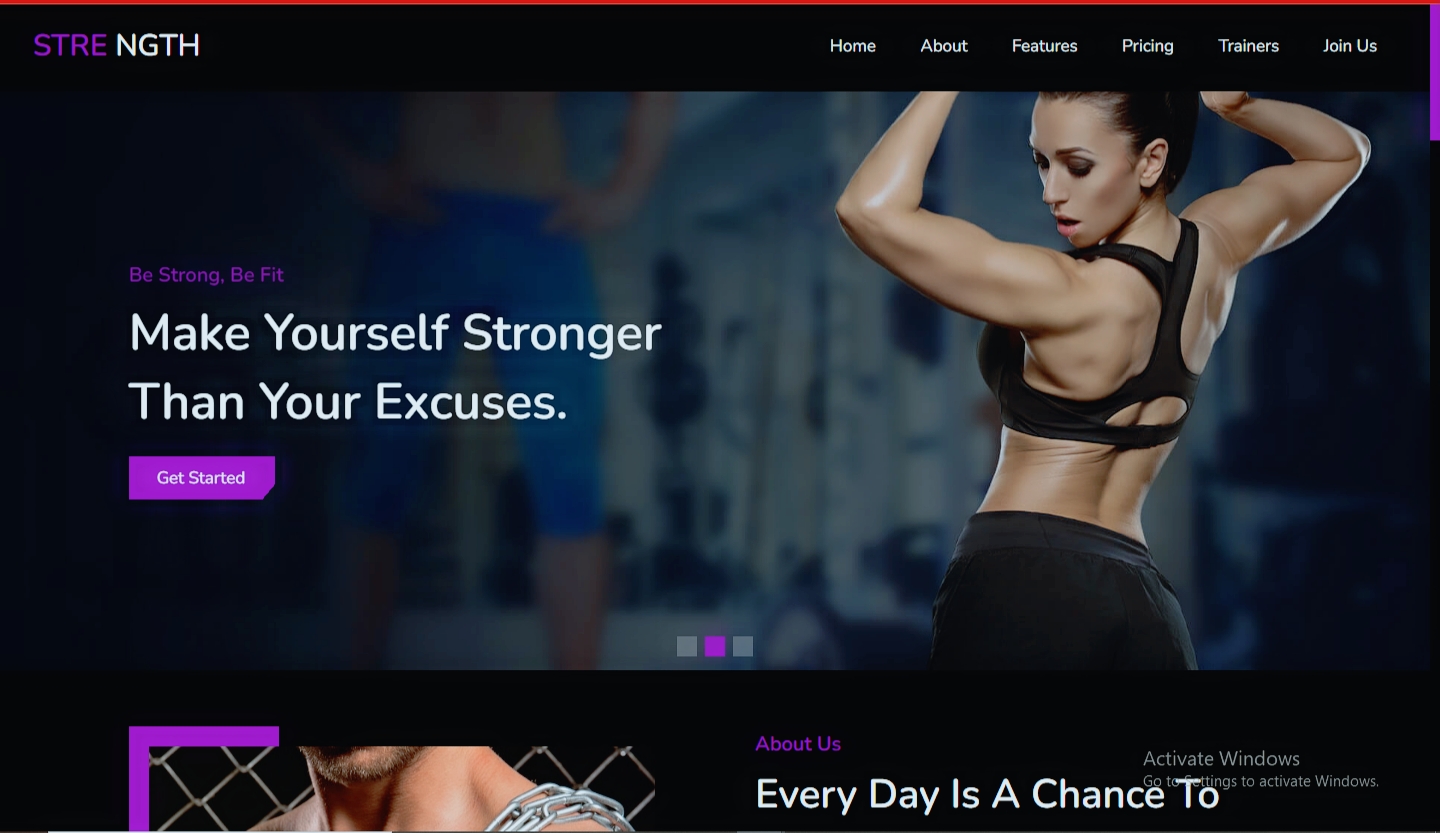 STRE NGTH
Home About Features Pricing Trainers Join Us
Be Strong, Be Fit
Make Yourself Stronger
Than Your Excuses.
Get Started
About Us
Every Day Is A Chance To
Activate Windows
Go to Settings to activate Windows.